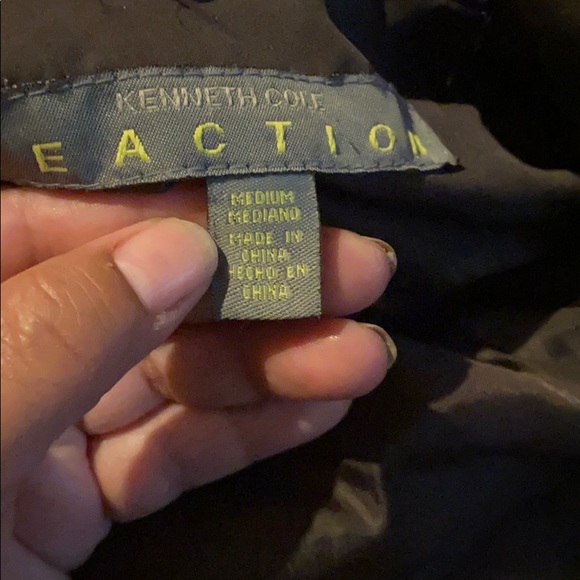 KENNETH COLE
EACTION
MEDIUM
MEDIANO
MADE IN
CHINA
HECHO EN
CHINA